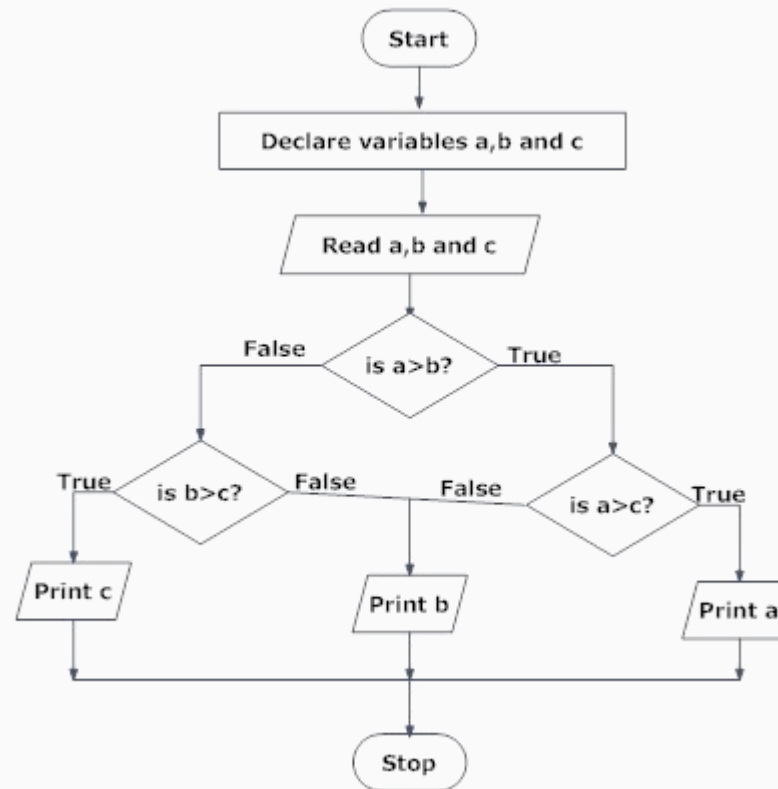 Start
Declare variables a,b and c
Read a,b and c
False
is a>b?
True
True
is b>c?
False
False
is a>c?
True
Print c
Print b
Print a
Stop